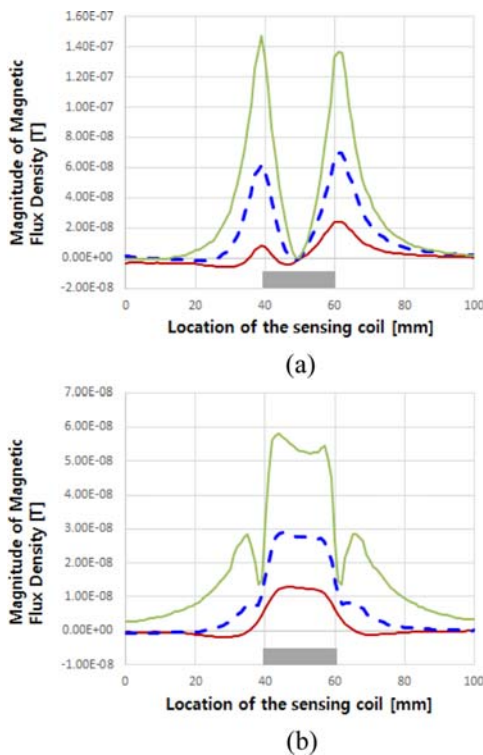 Magnitude of Magnetic
Flux Density [T]
1.60E-07
1.40E-07
1.20E-07
1.00E-07
8.00E-08
6.00E-08
4.00E-08
2.00E-08
0.00E+00
-2.00E-08
0 20 40 60 80 100
Location of the sensing coil [mm]
(a)
Magnitude of Magnetic
Flux Density [T]
7.00E-08
6.00E-08
5.00E-08
4.00E-08
3.00E-08
2.00E-08
1.00E-08
0.00E+00
-1.00E-08
0 20 40 60 80 100
Location of the sensing coil [mm]
(b)